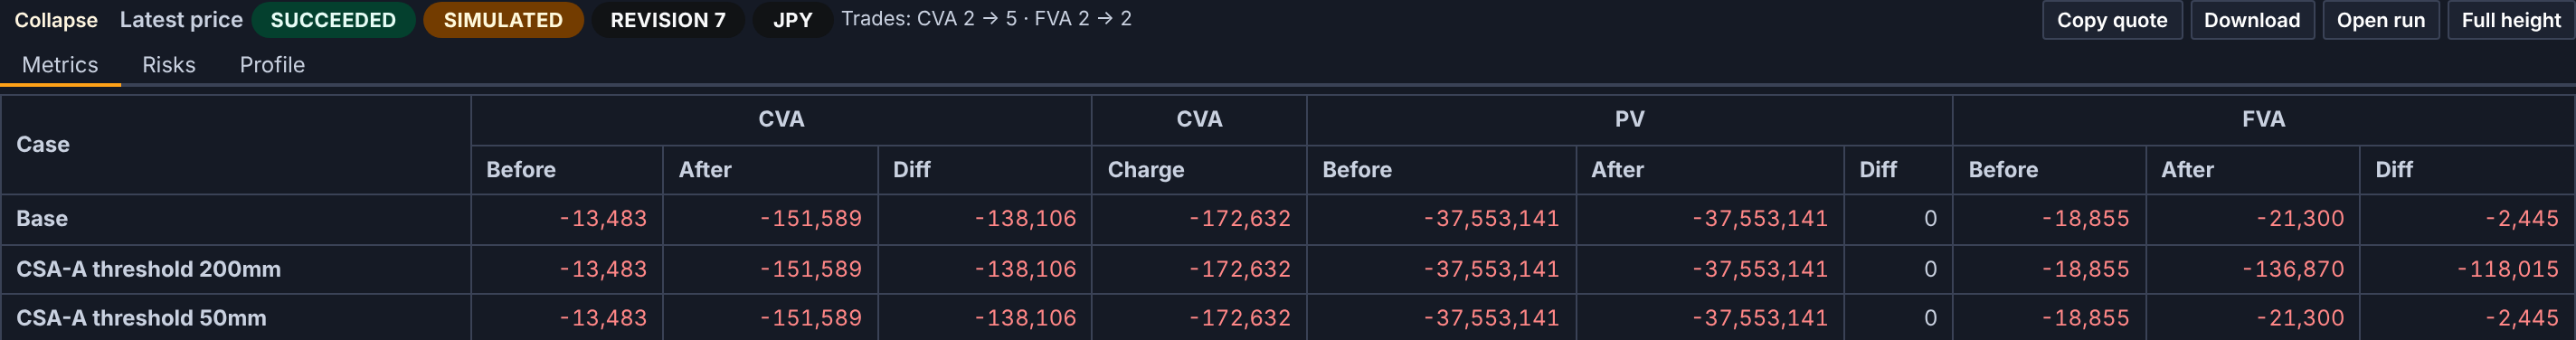 Collapse Latest price SUCCEEDED SIMULATED REVISION 7 JPY Trades: CVA 2 → 5 · FVA 2 → 2 Copy quote Download Open run Full height
Metrics Risks Profile
Case CVA CVA PV FVA
Before After Diff Charge Before After Diff Before After Diff
Base -13,483 -151,589 -138,106 -172,632 -37,553,141 -37,553,141 0 -18,855 -21,300 -2,445
CSA-A threshold 200mm -13,483 -151,589 -138,106 -172,632 -37,553,141 -37,553,141 0 -18,855 -136,870 -118,015
CSA-A threshold 50mm -13,483 -151,589 -138,106 -172,632 -37,553,141 -37,553,141 0 -18,855 -21,300 -2,445